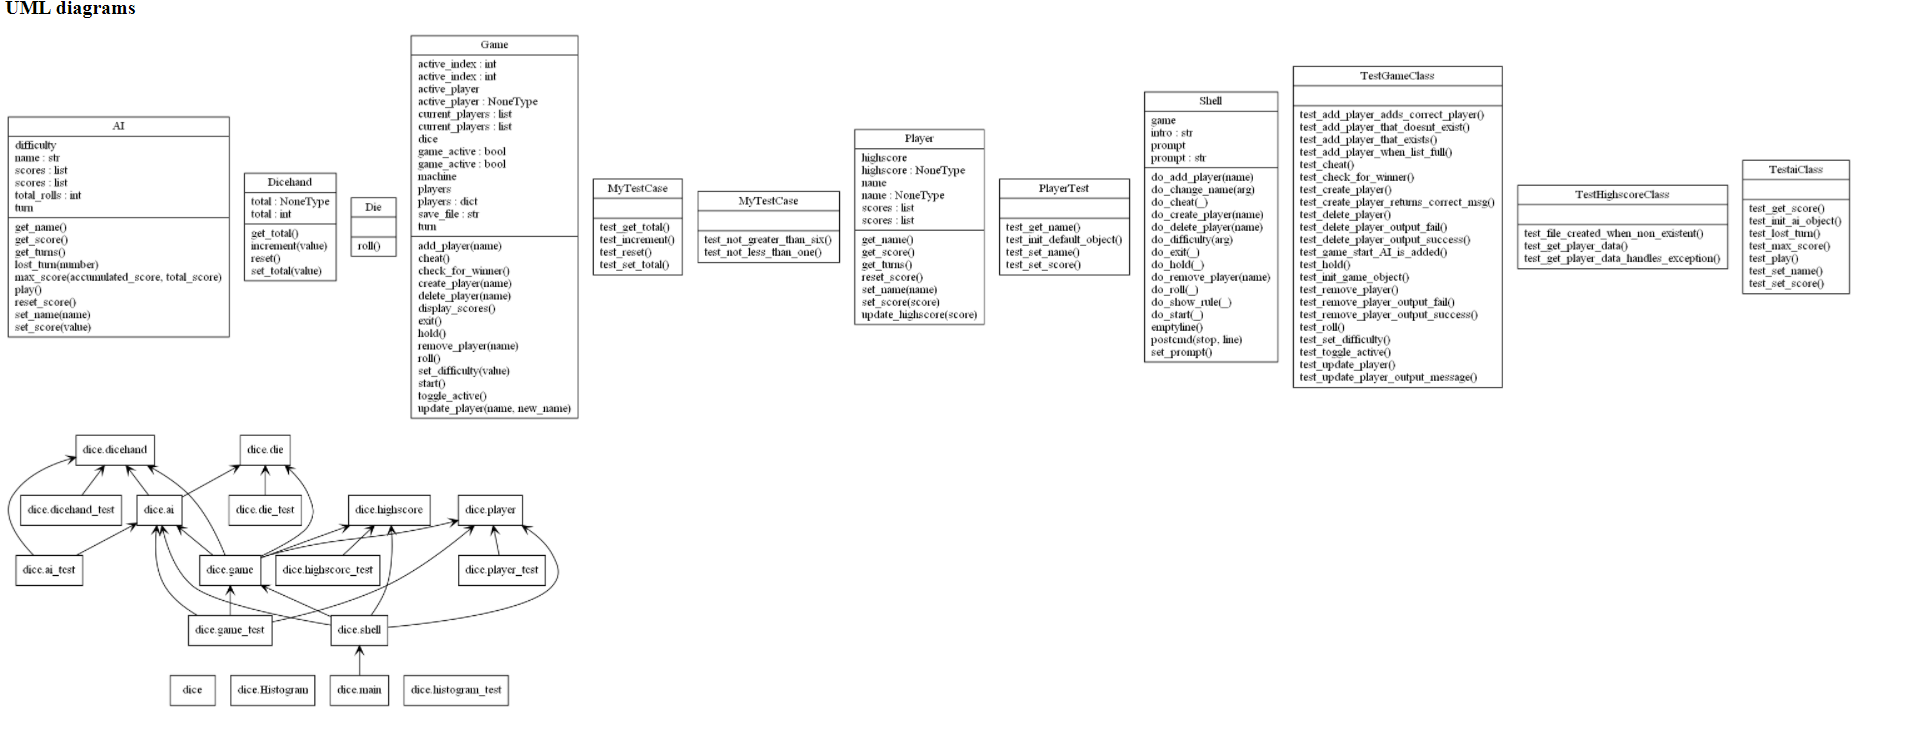 UML diagrams
AI
difficulty
name : str
scores : list
scores : list
total_rolls : int
turn
get_name()
get_score()
get_turns()
lost_turn(number)
max_score(accumulated_score, total_score)
play()
reset_score()
set_name(name)
set_score(value)
Dicehand
total : NoneType
total : int
get_total()
increment(value)
reset()
set_total(value)
Die
roll()
Game
active_index : int
active_index : int
active_player
active_player : NoneType
current_players : list
current_players : list
dice
game_active : bool
game_active : bool
machine
players
players : dict
save_file : str
turn
add_player(name)
cheat()
check_for_winner()
create_player(name)
delete_player(name)
display_scores()
exit()
hold()
remove_player(name)
roll()
set_difficulty(value)
start()
toggle_active()
update_player(name, new_name)
MyTestCase
test_get_total()
test_increment()
test_reset()
test_set_total()
MyTestCase
test_not_greater_than_six()
test_not_less_than_one()
Player
highscore
highscore : NoneType
name
name : NoneType
scores : list
scores : list
get_name()
get_score()
get_turns()
reset_score()
set_name(name)
set_score(score)
update_highscore(score)
PlayerTest
test_get_name()
test_init_default_object()
test_set_name()
test_set_score()
Shell
game
intro : str
prompt
prompt : str
do_add_player(name)
do_change_name(arg)
do_cheat(_)
do_create_player(name)
do_delete_player(name)
do_difficulty(arg)
do_exit(_)
do_hold(_)
do_remove_player(name)
do_roll(_)
do_show_rule(_)
do_start(_)
emptyline()
postcmd(stop, line)
set_prompt()
TestGameClass
test_add_player_adds_correct_player()
test_add_player_that_doesnt_exist()
test_add_player_that_exists()
test_add_player_when_list_full()
test_cheat()
test_check_for_winner()
test_create_player()
test_create_player_returns_correct_msg()
test_delete_player()
test_delete_player_output_fail()
test_delete_player_output_success()
test_game_start_AI_is_added()
test_hold()
test_init_game_object()
test_remove_player()
test_remove_player_output_fail()
test_remove_player_output_success()
test_roll()
test_set_difficulty()
test_toggle_active()
test_update_player()
test_update_player_output_message()
TestHighscoreClass
test_file_created_when_non_existent()
test_get_player_data()
test_get_player_data_handles_exception()
TestaiClass
test_get_score()
test_init_ai_object()
test_lost_turn()
test_max_score()
test_play()
test_set_name()
test_set_score()
dice.dicehand
dice.die
dice.dicehand_test
dice.ai
dice.die_test
dice.highscore
dice.player
dice.ai_test
dice.game
dice.highscore_test
dice.player_test
dice.game_test
dice.shell
dice
dice.Histogram
dice.main
dice.histogram_test